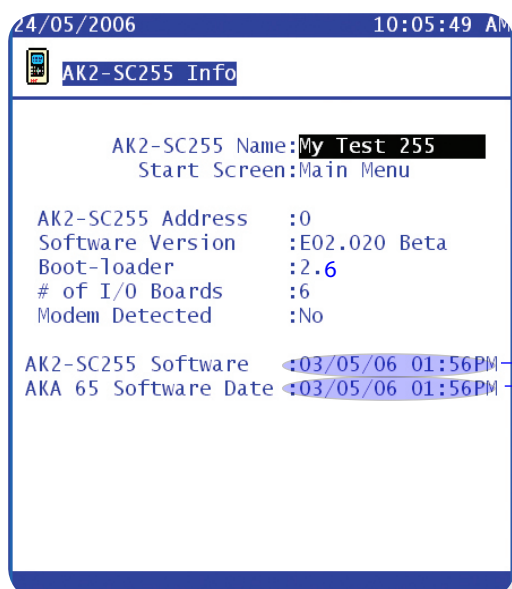 24/05/2006 10:05:49 AM
AK2-SC255 Info
AK2-SC255 Name:My Test 255
Start Screen:Main Menu
AK2-SC255 Address :0
Software Version :E02.020 Beta
Boot-loader :2.6
# of I/O Boards :6
Modem Detected :No
AK2-SC255 Software :03/05/06 01:56PM
AKA 65 Software Date :03/05/06 01:56PM